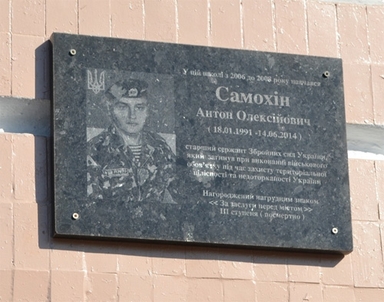 У цій школі з 2006 до 2008 року навчався
Самохін
Антон Олексійович
( 18.01.1991 - 14.06.2014 )
старший сержант Збройних сил України,
який загинув при виконанні військового
обов'язку під час захисту територіальної
цілісності та недоторканості України
Нагороджений нагрудним знаком
<< За заслуги перед містом >>
III ступеня ( посмертно )